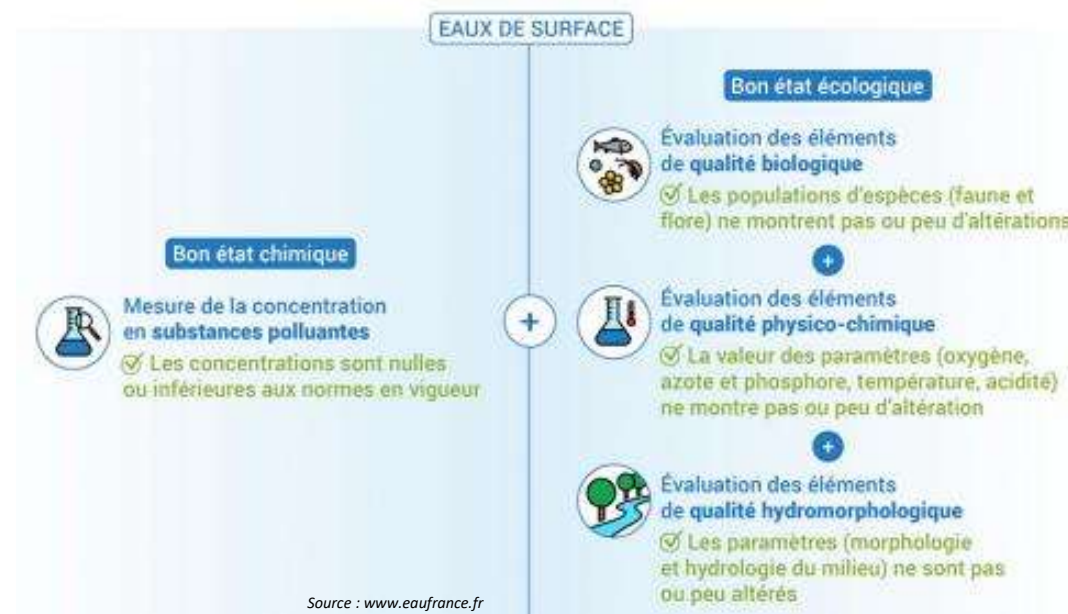 EAUX DE SURFACE
Bon état chimique
Mesure de la concentration
en substances polluantes
Les concentrations sont nulles
ou inférieures aux normes en vigueur
+
Bon état écologique
Évaluation des éléments
de qualité biologique
Les populations d'espèces (faune et
flore) ne montrent pas ou peu d'altérations
+
Évaluation des éléments
de qualité physico-chimique
La valeur des paramètres (oxygène,
azote et phosphore, température, acidité)
ne montre pas ou peu d'altération
+
Évaluation des éléments
de qualité hydromorphologique
Les paramètres (morphologie
et hydrologie du milieu) ne sont pas
ou peu altérés
Source : www.eaufrance.fr